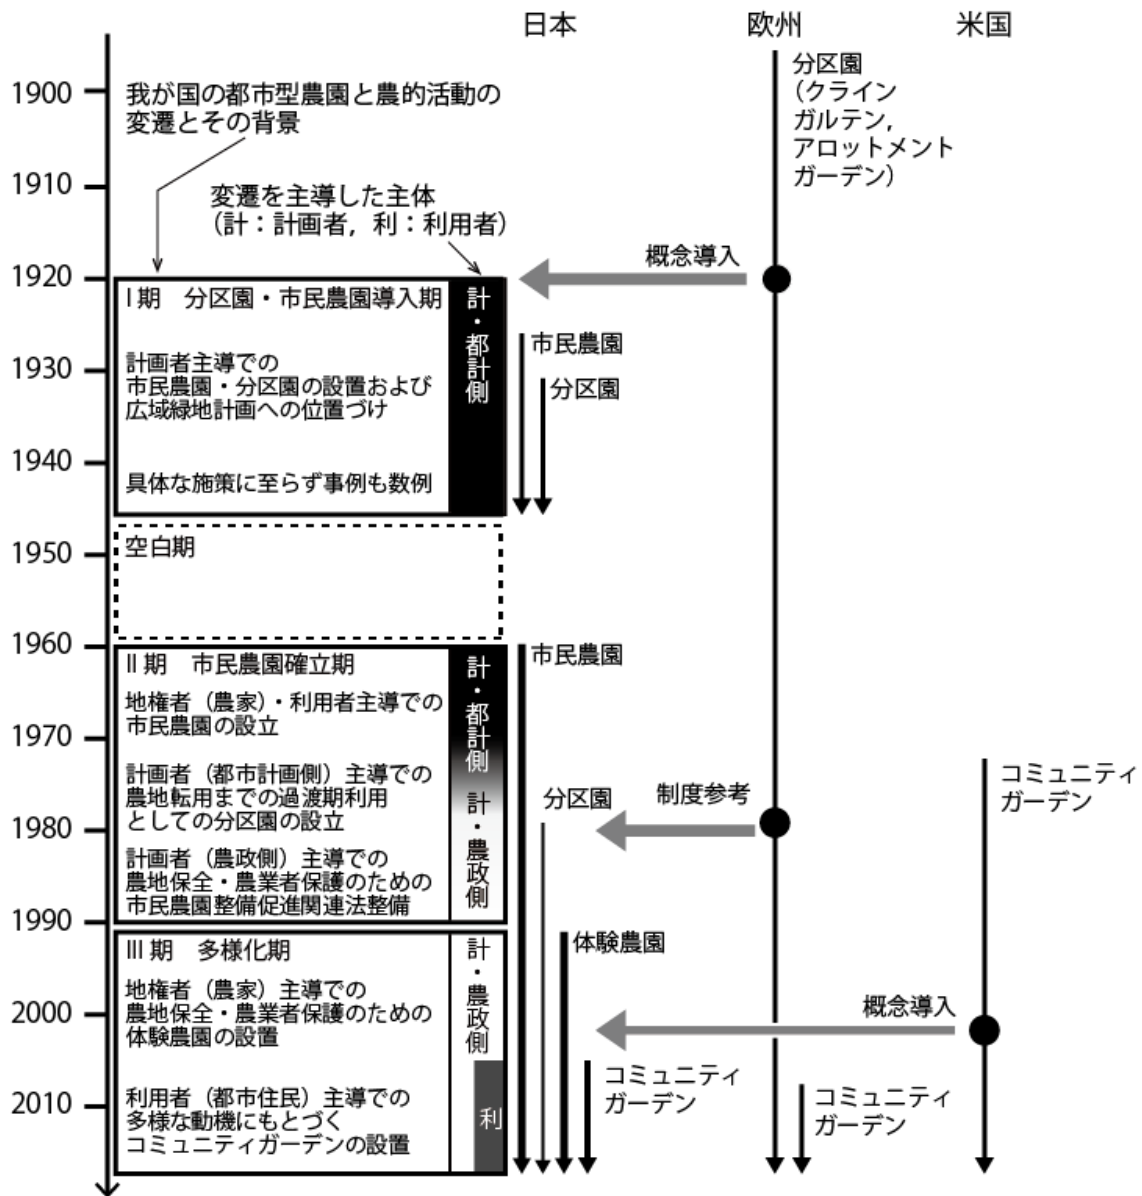 日本
欧州
米国
1900
1910
1920
1930
1940
1950
1960
1970
1980
1990
2000
2010
我が国の都市型農園と農的活動の
変遷とその背景
変遷を主導した主体
（計：計画者，利：利用者）
分区園
（クライン
ガルテン，
アロットメント
ガーデン）
概念導入
I 期　分区園・市民農園導入期
計画者主導での
市民農園・分区園の設置および
広域緑地計画への位置づけ
具体な施策に至らず事例も数例
計・都計側
市民農園
分区園
空白期
II 期　市民農園確立期
地権者（農家）・利用者主導での
市民農園の設立
計画者（都市計画側）主導での
農地転用までの過渡期利用
としての分区園の設立
計画者（農政側）主導での
農地保全・農業者保護のための
市民農園整備促進関連法整備
計・都計側
計・農政側
市民農園
分区園
制度参考
コミュニティ
ガーデン
III 期　多様化期
地権者（農家）主導での
農地保全・農業者保護のための
体験農園の設置
利用者（都市住民）主導での
多様な動機にもとづく
コミュニティガーデンの設置
計・農政側
利
体験農園
概念導入
コミュニティ
ガーデン
コミュニティ
ガーデン